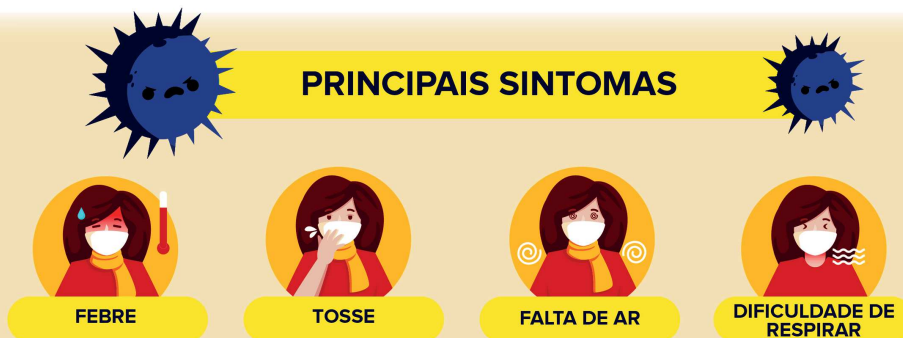 PRINCIPAIS SINTOMAS
FEBRE
TOSSE
FALTA DE AR
DIFICULDADE DE
RESPIRAR